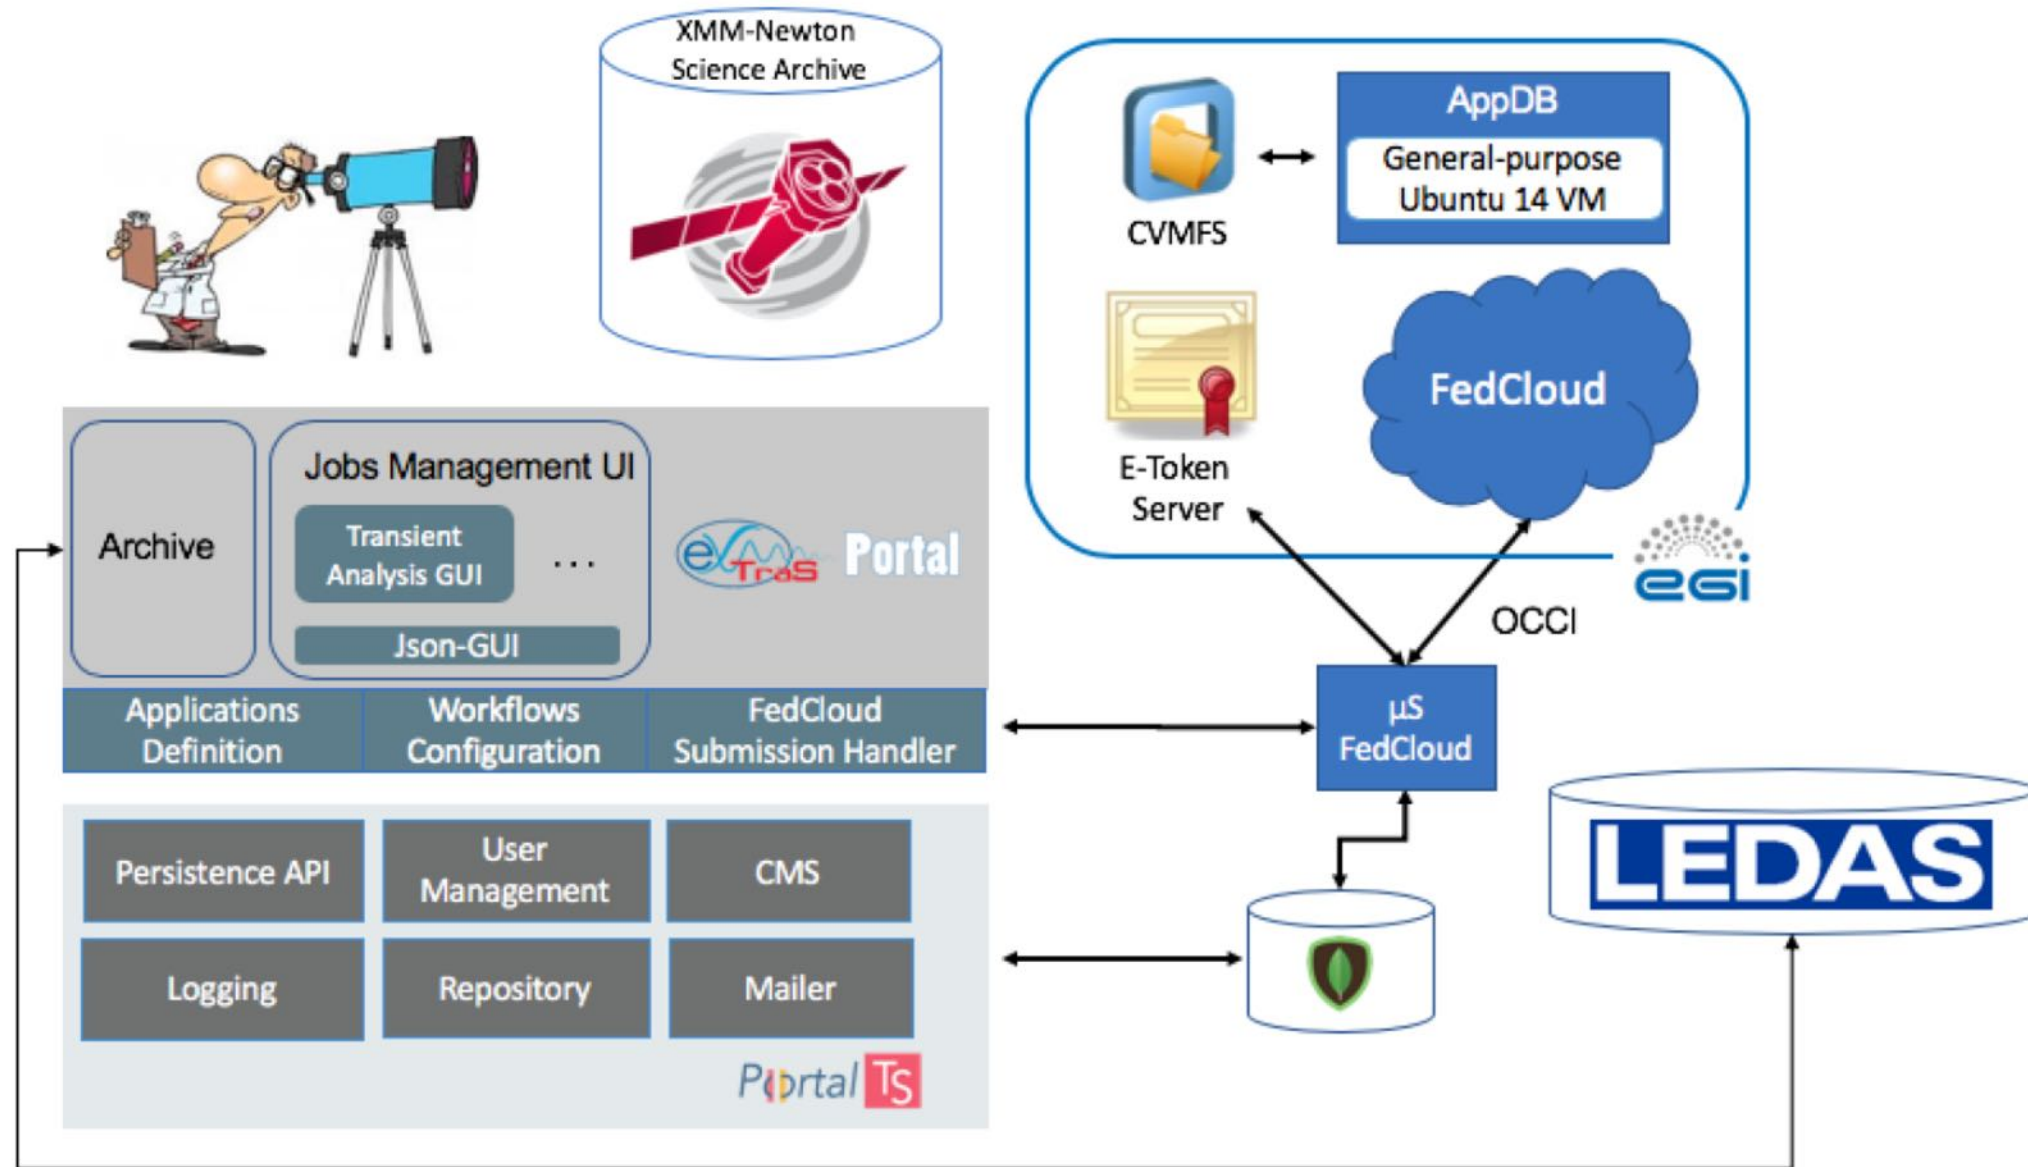 XMM-Newton
Science Archive
CVMFS
AppDB
General-purpose
Ubuntu 14 VM
E-Token
Server
FedCloud
egi
OCCI
Archive
Jobs Management UI
Transient
Analysis GUI
...
Json-GUI
eXTraS Portal
Applications
Definition
Workflows
Configuration
FedCloud
Submission Handler
µS
FedCloud
LEDAS
Persistence API
User
Management
CMS
Logging
Repository
Mailer
Portal TS